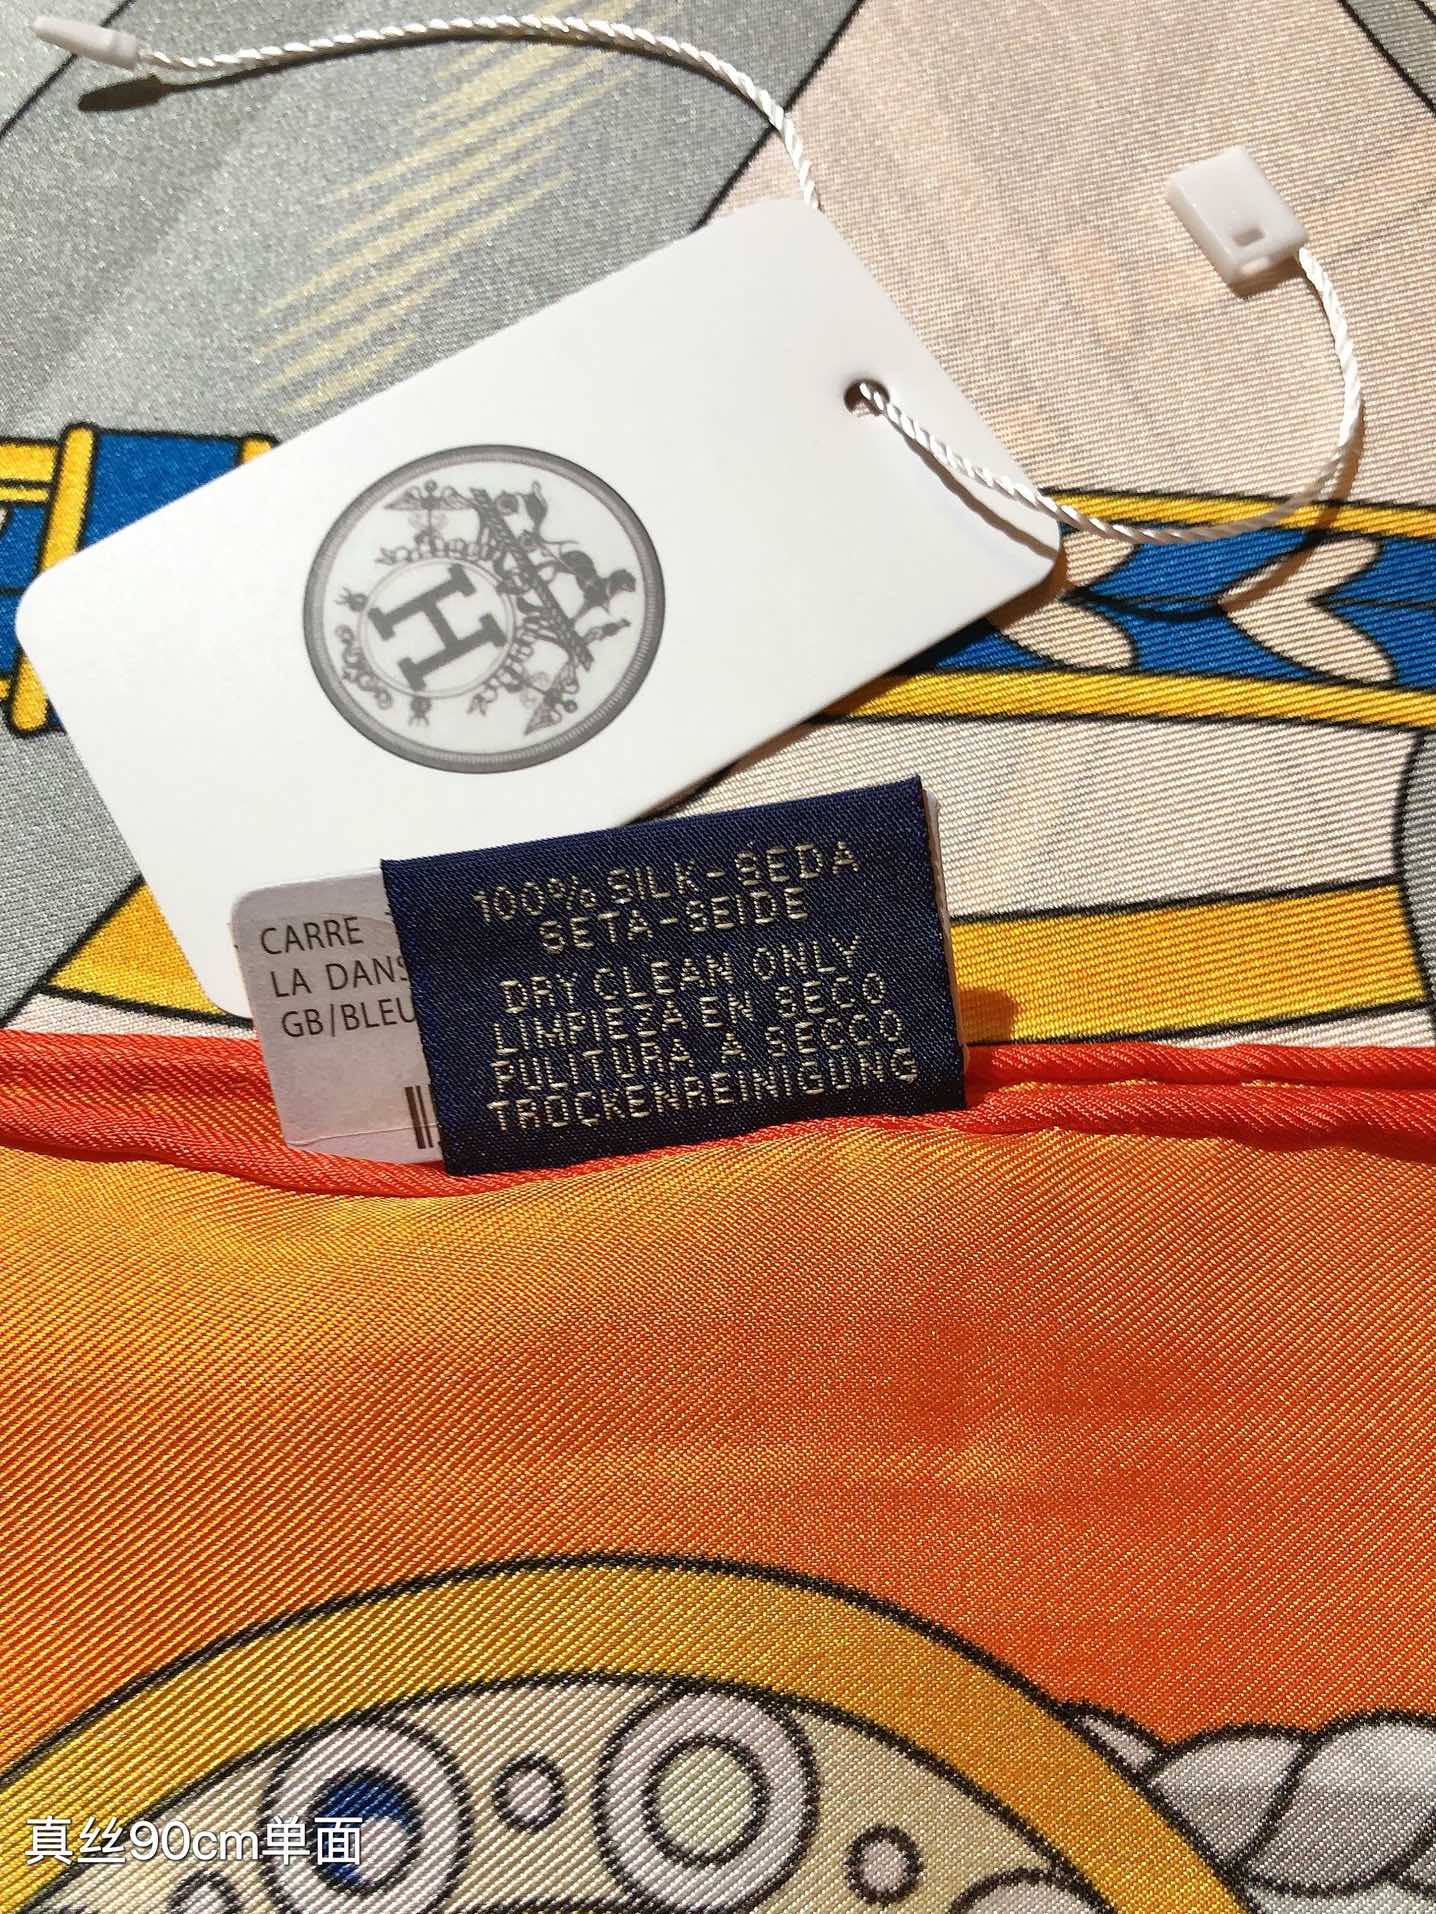 H
CARRE
LA DANS
GB/BLEU
100% SILK-SEDA
SETA-SEIDE
DRY CLEAN ONLY
LIMPIEZA EN SECO
PULITURA A SECCO
TROCKENREINIGUNG
真丝90cm单面